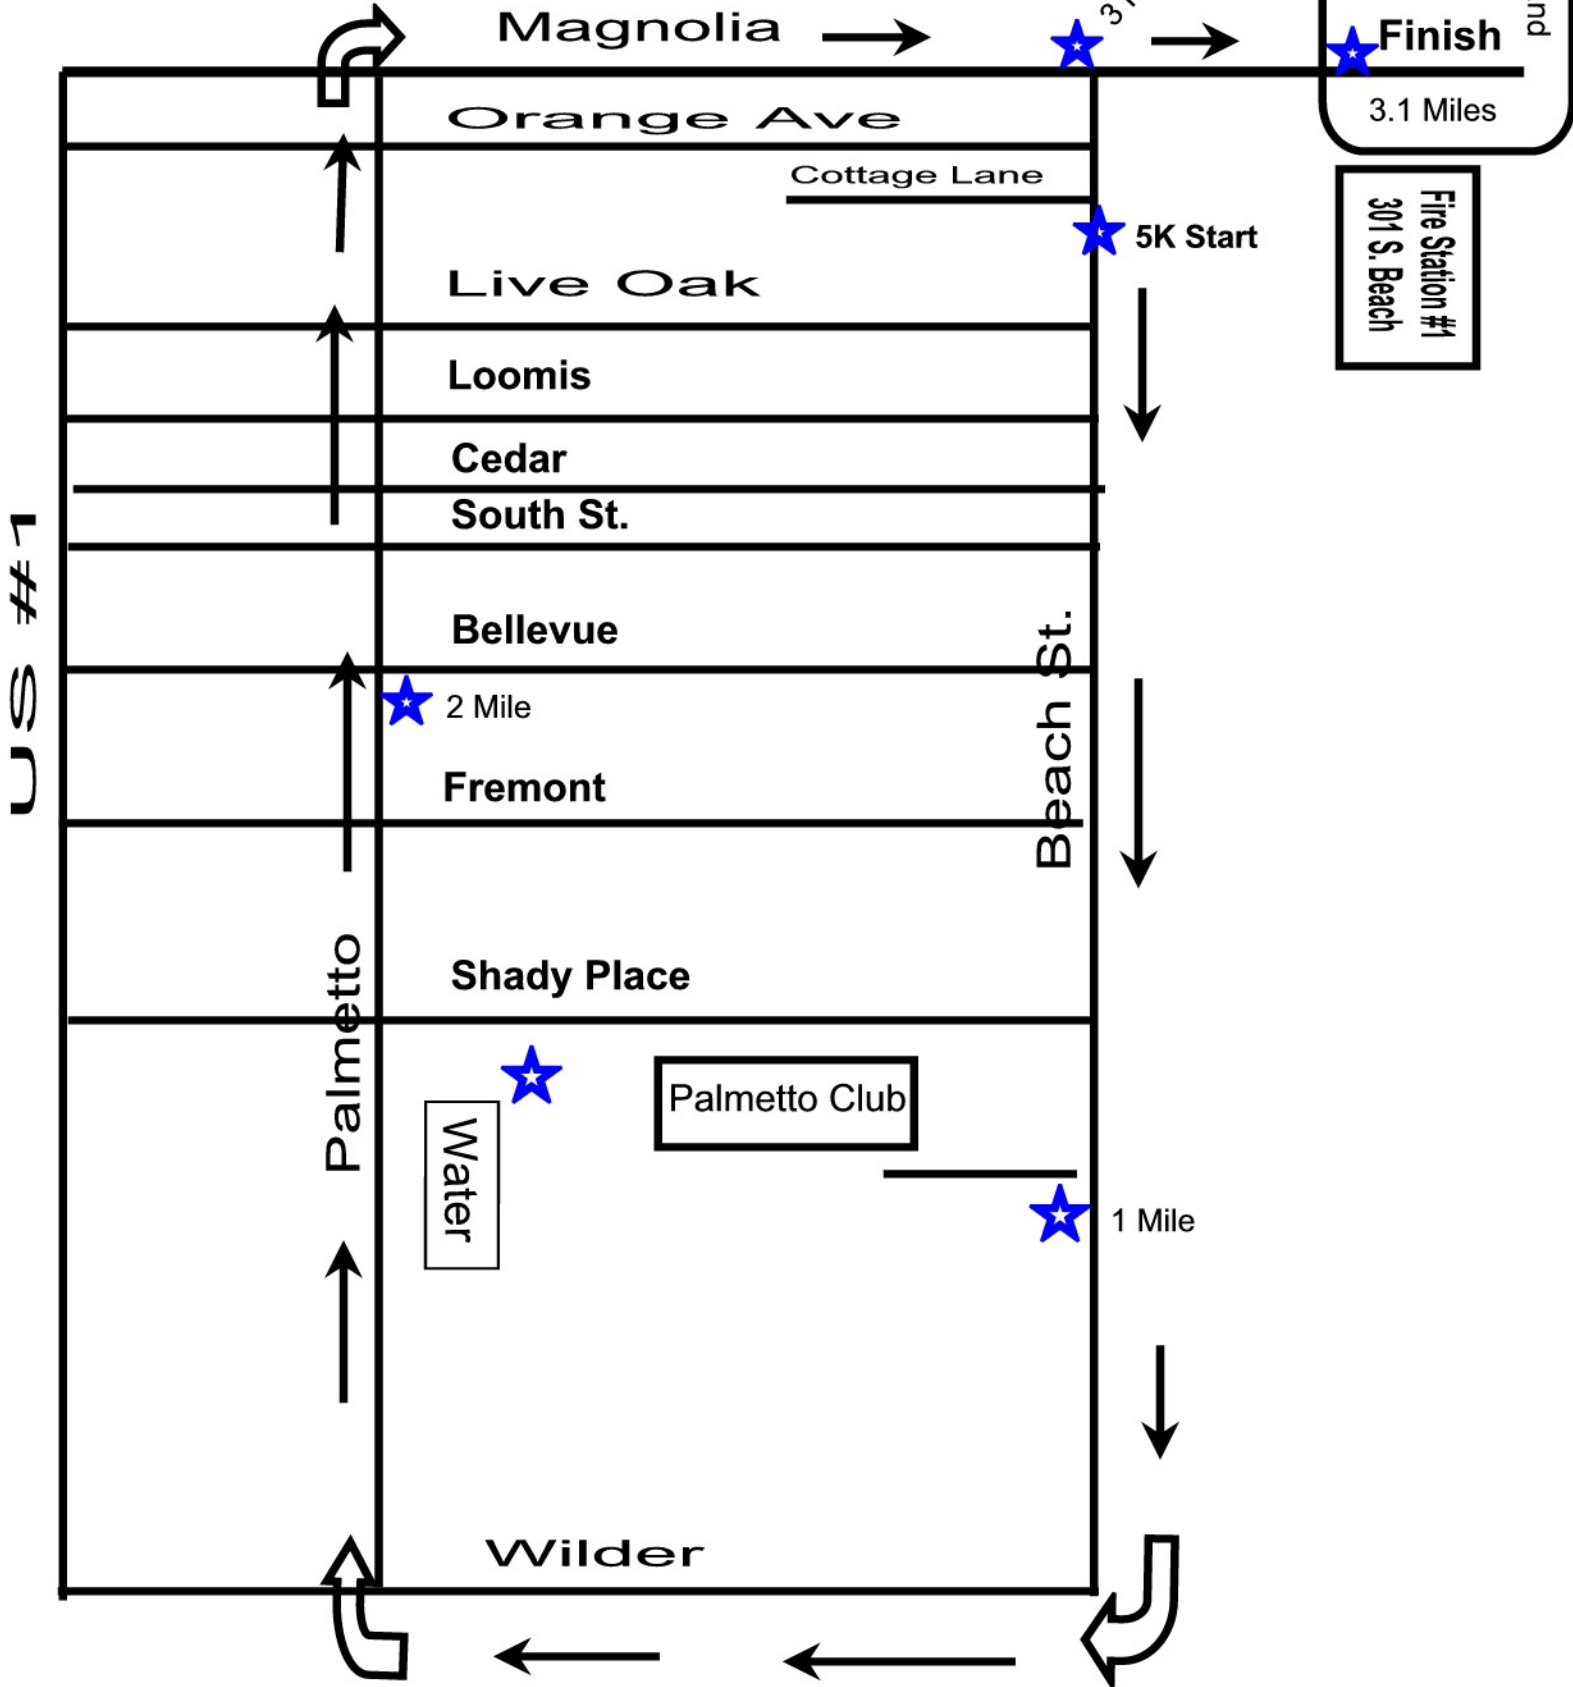 Magnolia
3
nd
Finish
3.1 Miles
Orange Ave
Cottage Lane
5K Start
Fire Station #1
301 S. Beach
Live Oak
Loomis
Cedar
South St.
US #1
Bellevue
Beach St.
2 Mile
Fremont
Palmetto
Shady Place
Palmetto Club
Water
1 Mile
Wilder